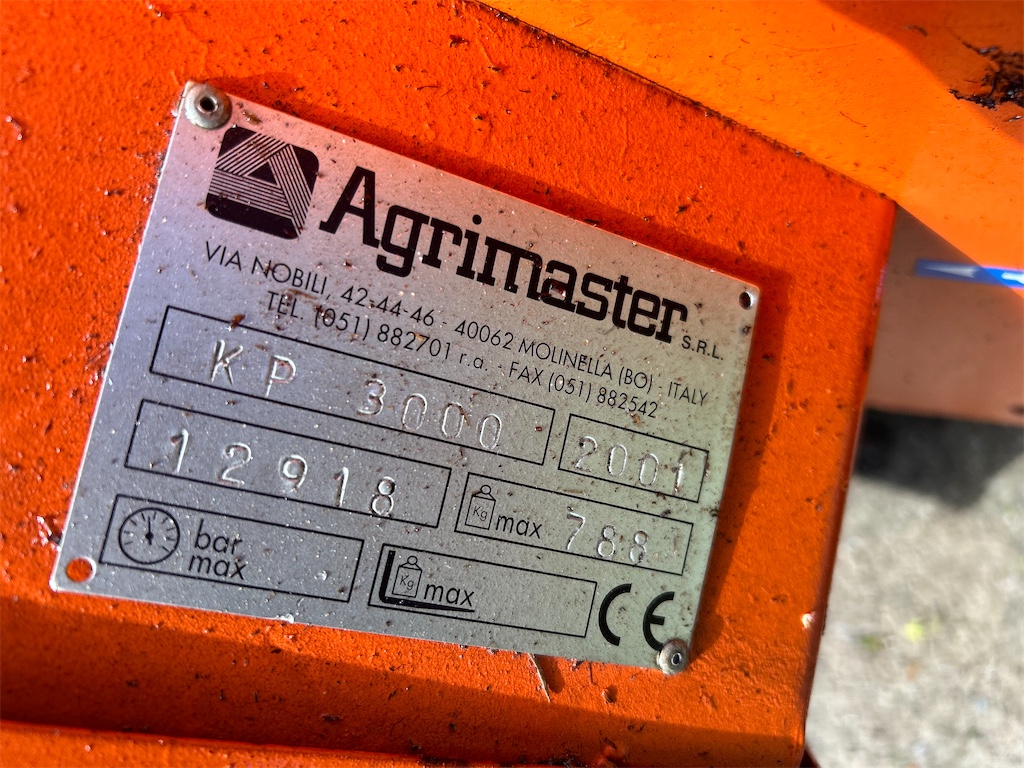 Agrimaster S.R.L.
VIA NOBILI, 42-44-46 - 40062 MOLINELLA (BO) - ITALY
TEL. (051) 882701 r.a. - FAX (051) 882542
KP 3000 2001
12918 Kg max 788
bar max Kg max CE